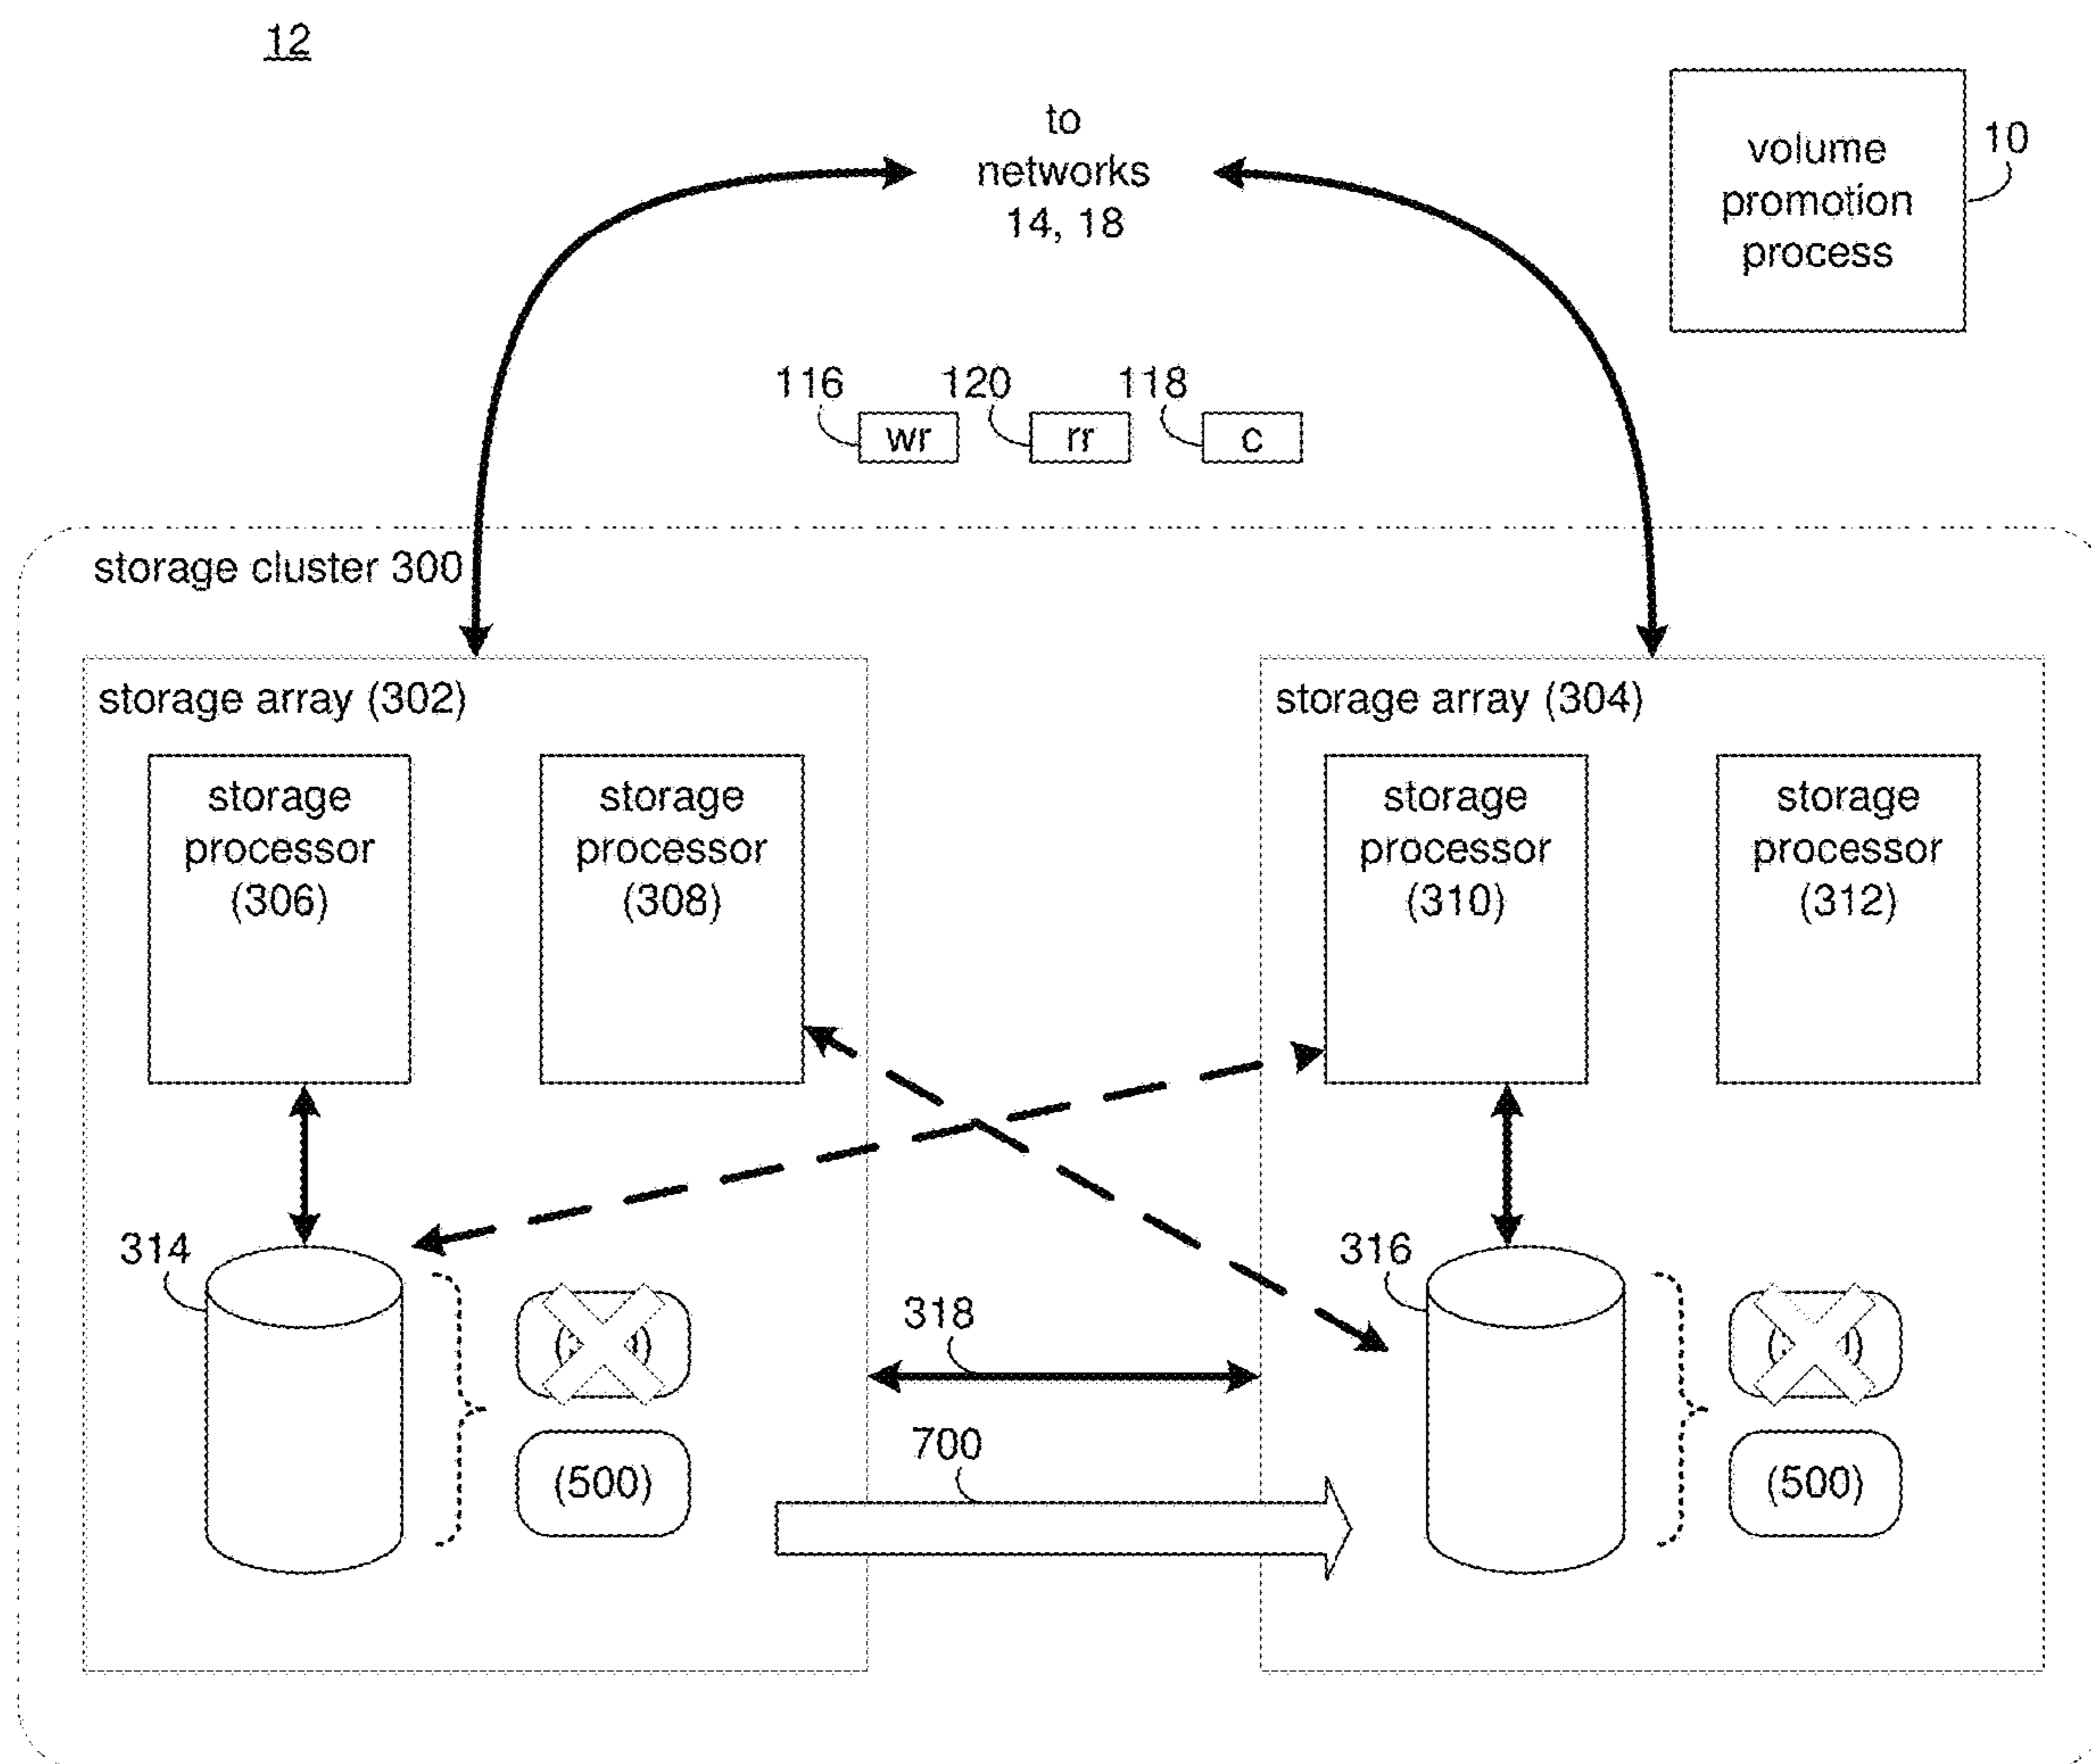 12
to
networks
14, 18
volume
promotion
process
10
116
120
118
wr
rr
c
storage cluster 300
storage array (302)
storage array (304)
storage
processor
(306)
storage
processor
(308)
storage
processor
(310)
storage
processor
(312)
314
316
318
700
(500)
(500)